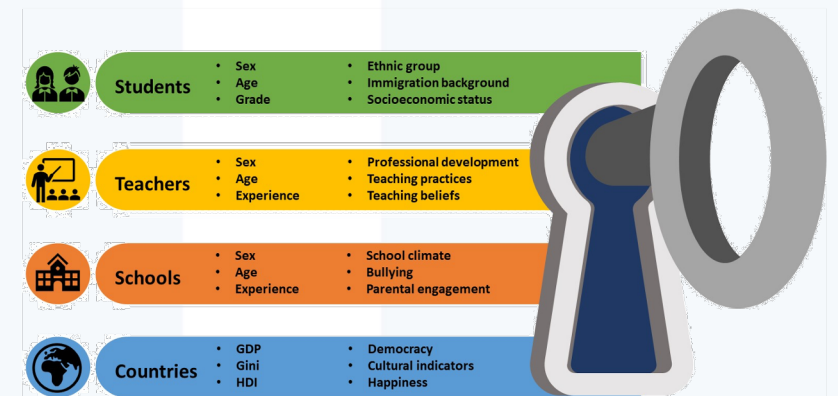 Students
• Sex
• Age
• Grade
• Ethnic group
• Immigration background
• Socioeconomic status
Teachers
• Sex
• Age
• Experience
• Professional development
• Teaching practices
• Teaching beliefs
Schools
• Sex
• Age
• Experience
• School climate
• Bullying
• Parental engagement
Countries
• GDP
• Gini
• HDI
• Democracy
• Cultural indicators
• Happiness